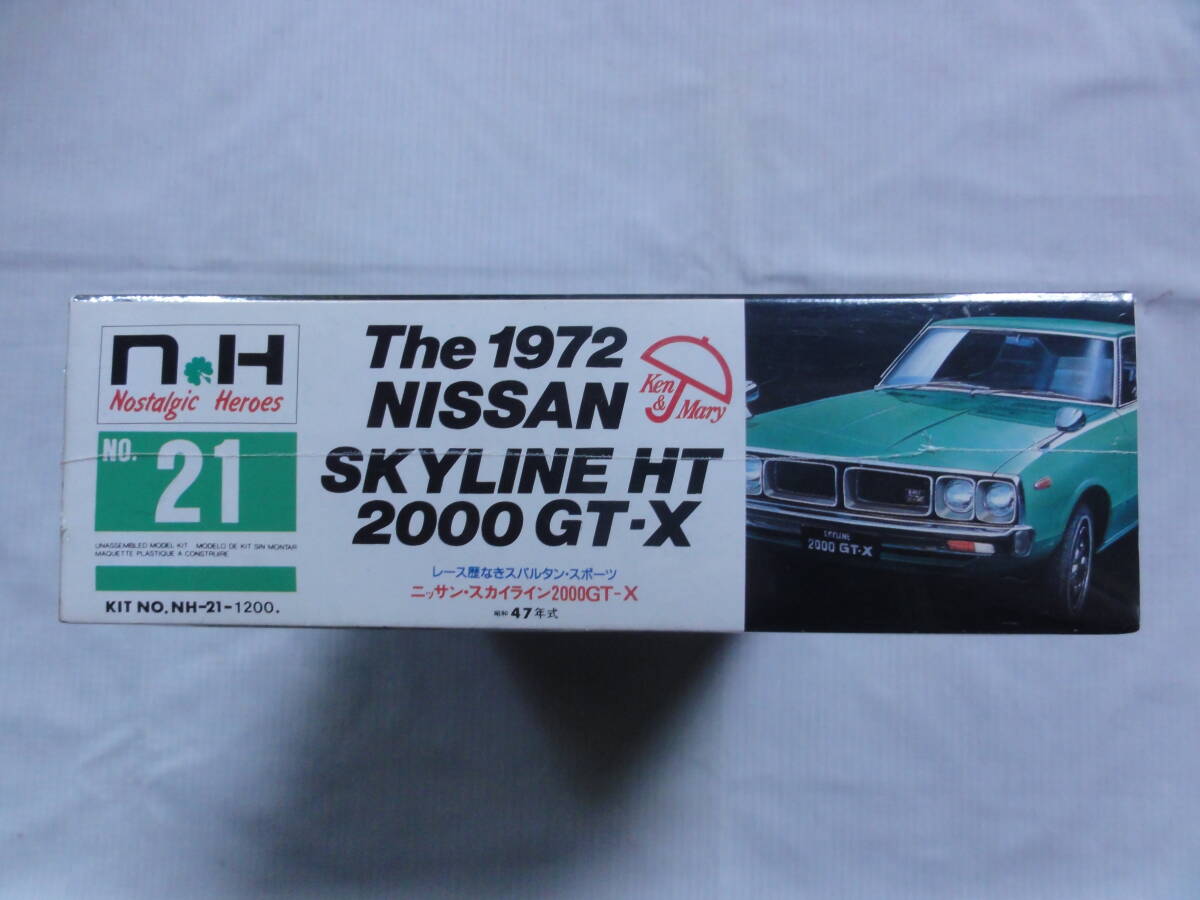 n H
Nostalgic Heroes
NO. 21
UNASSEMBLED MODEL KIT · MODELO DE KIT SIN MONTAR
MAQUETTE PLASTIQUE A CONSTRUIRE
KIT NO, NH-21-1200.
The 1972
NISSAN
SKYLINE HT
2000 GT-X
Ken & Mary
レース歴なきスパルタン・スポーツ
ニッサン・スカイライン2000GT-X
昭和47年式
SKYLINE
2000 GT-X